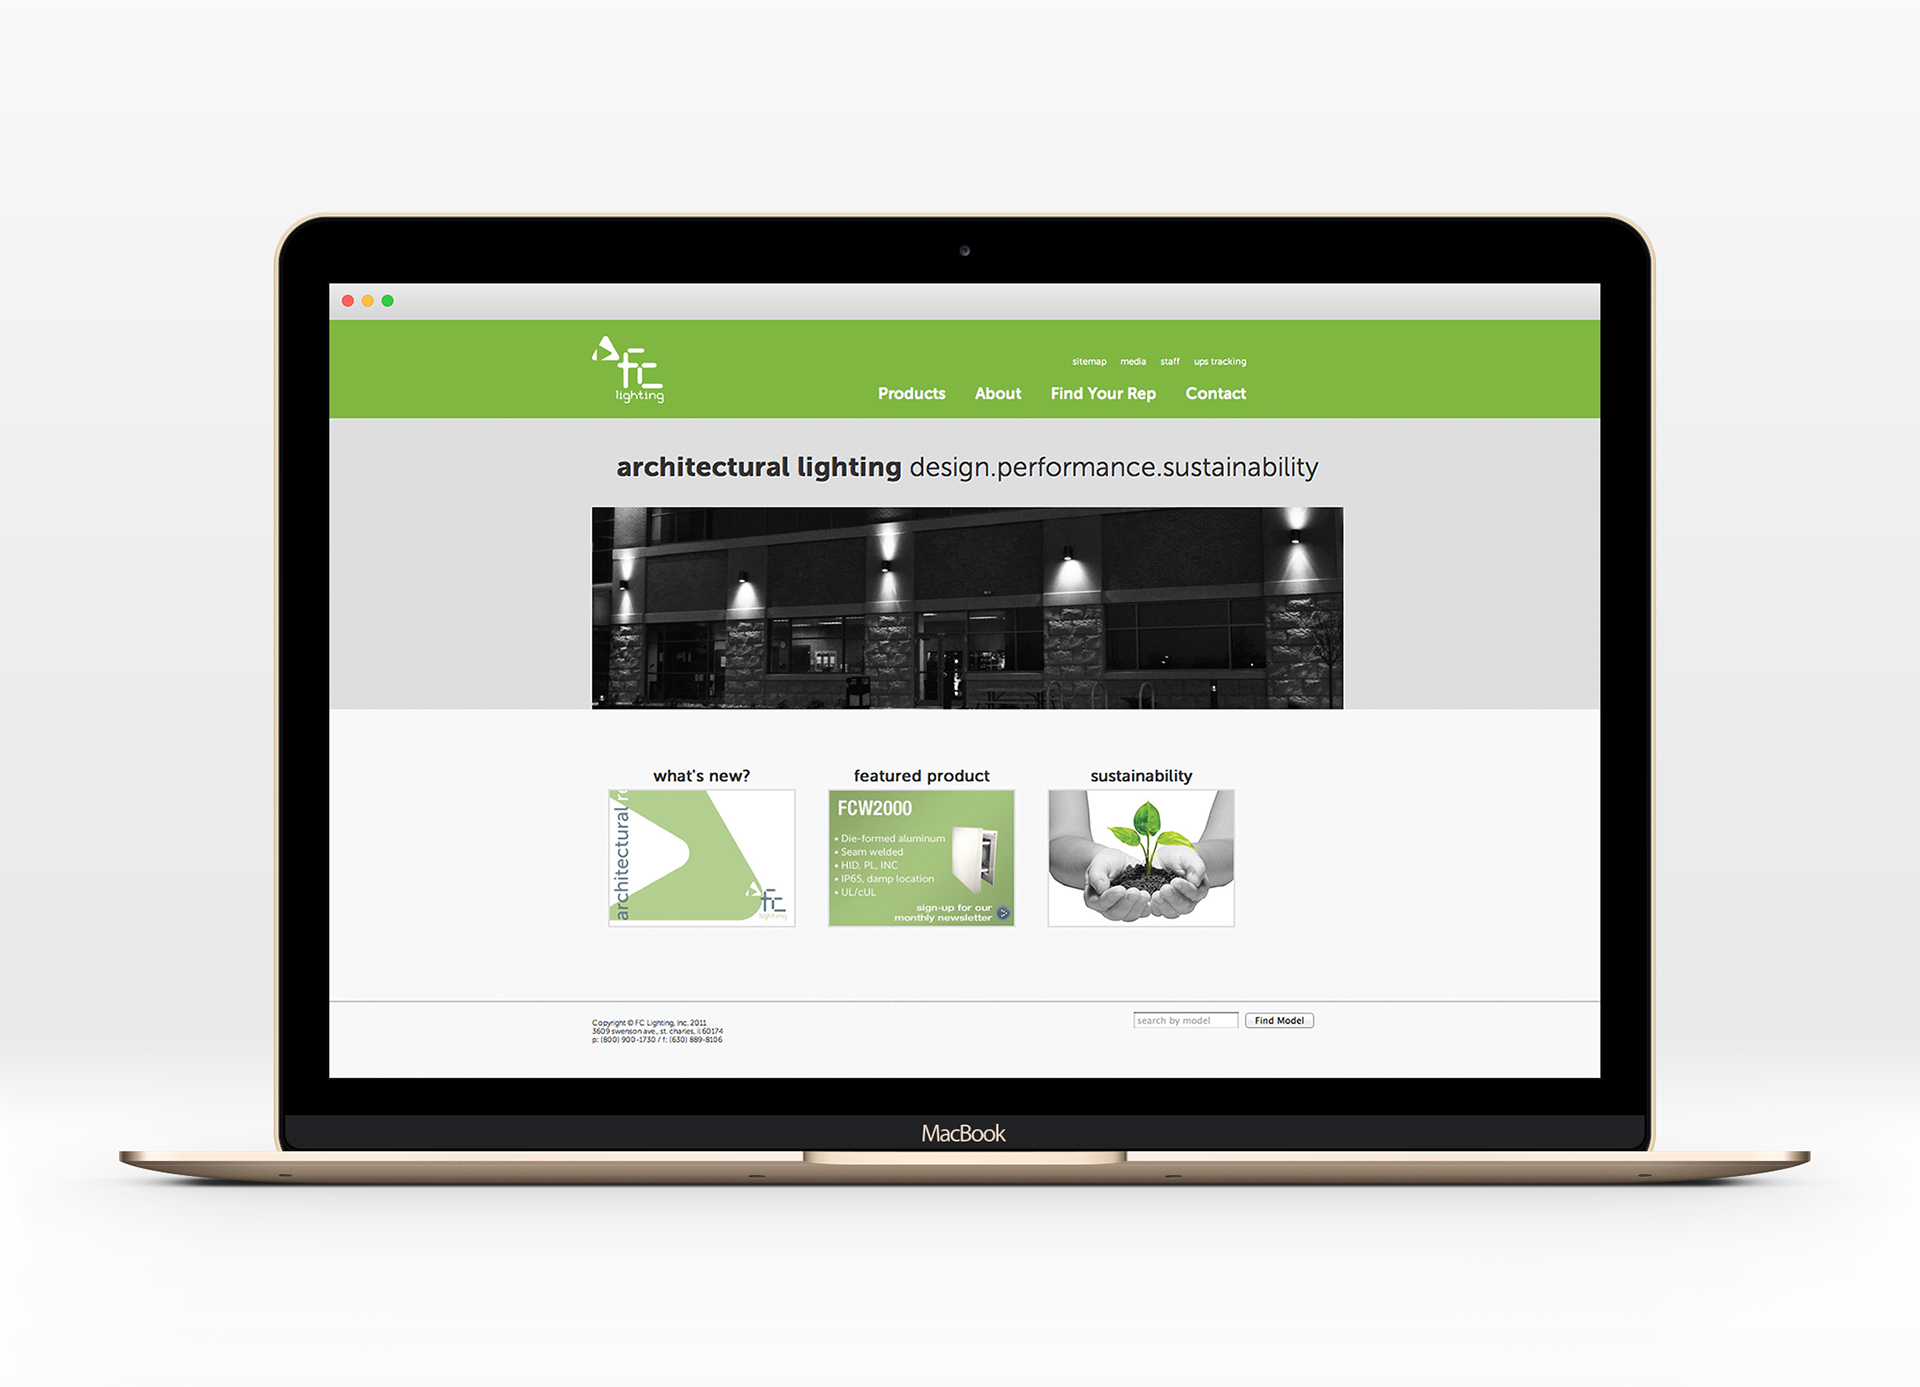 fc
lighting
sitemap media staff ups tracking
Products About Find Your Rep Contact
architectural lighting design.performance.sustainability
what's new?
featured product
sustainability
architectural
fc
lighting
FCW2000
• Die-formed aluminum
• Seam welded
• HID, PL, INC
• IP65, damp location
• UL/cUL
sign-up for our
monthly newsletter
Copyright © FC Lighting, Inc. 2011
3609 swenson ave., st. charles, il 60174
p: (800) 900-1730 / f: (630) 889-8106
search by model Find Model
MacBook